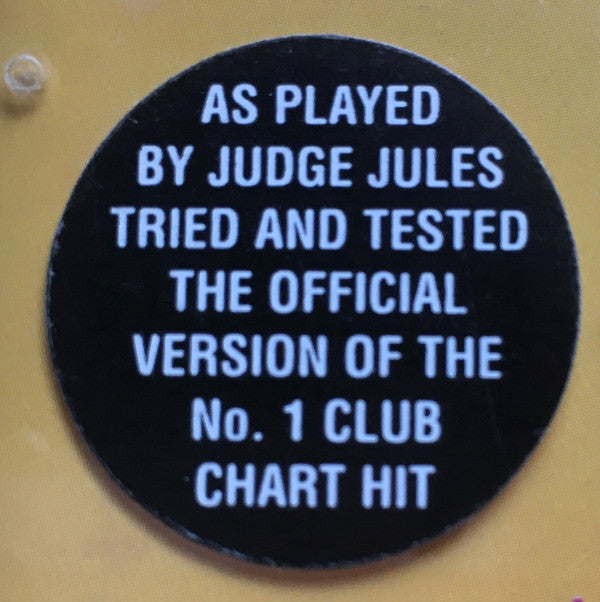 AS PLAYED
BY JUDGE JULES
TRIED AND TESTED
THE OFFICIAL
VERSION OF THE
No. 1 CLUB
CHART HIT